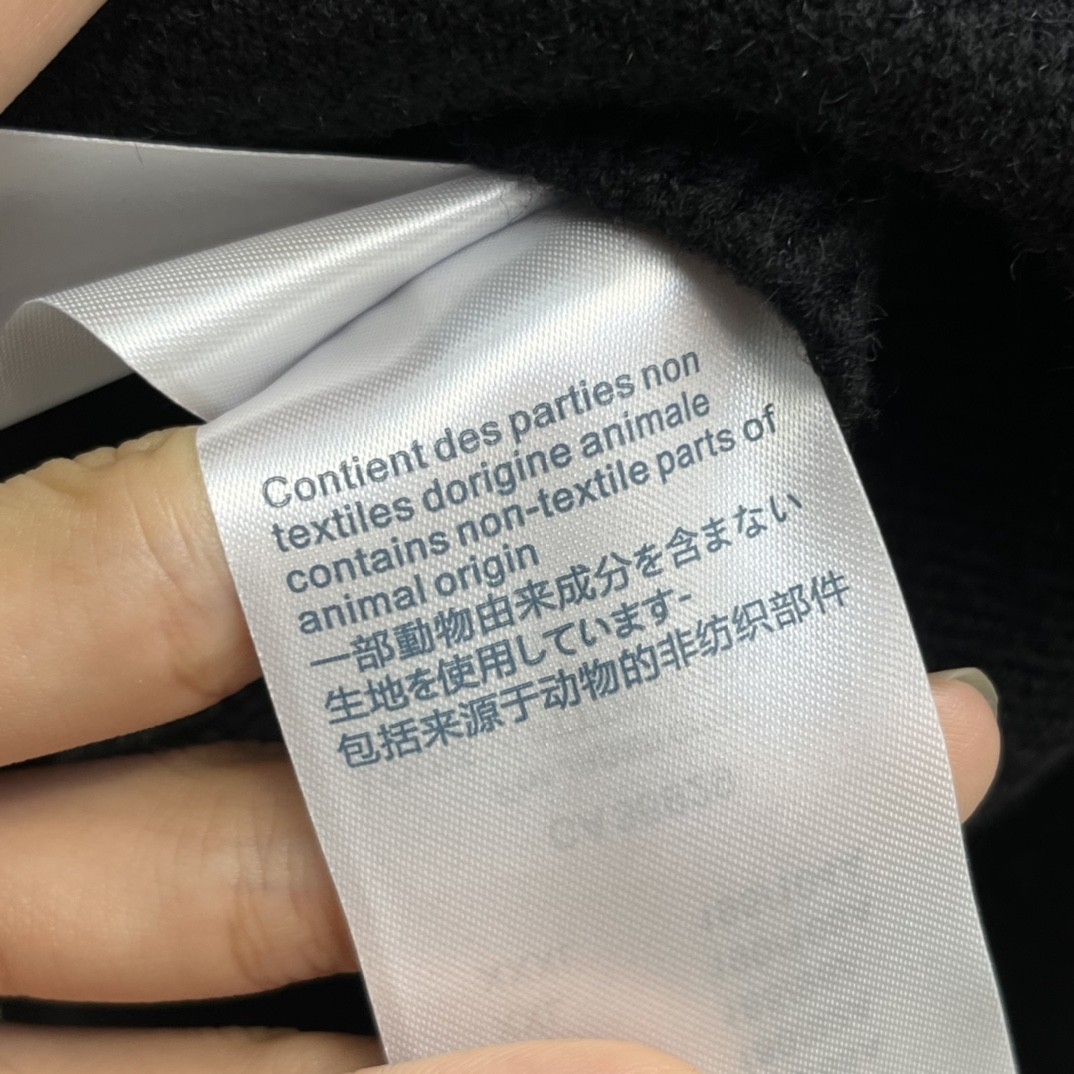 Contient des parties non
textiles dorigine animale
contains non-textile parts of
animal origin
一部動物由来成分を含まない
生地を使用しています-
包括来源于动物的非纺织部件